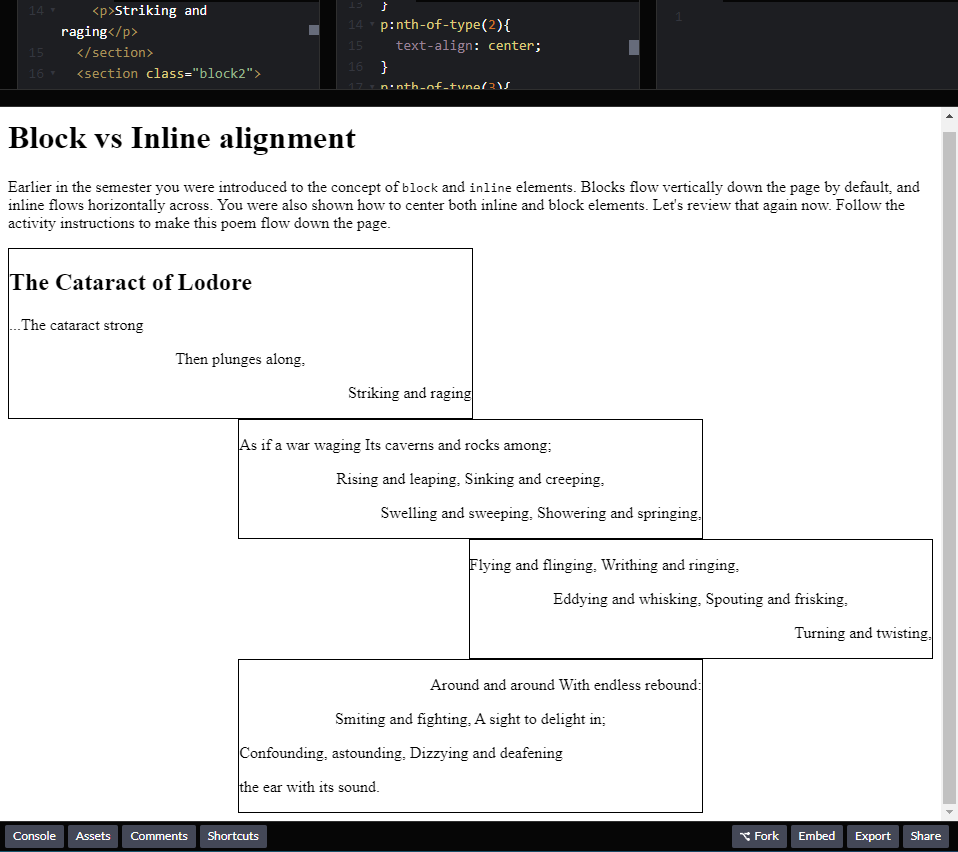 14 <p>Striking and
raging</p>
15 </section>
16 <section class="block2">
13 }
14 p:nth-of-type(2){
15 text-align: center;
16 }
17 p:nth-of-type(3){
1
Block vs Inline alignment
Earlier in the semester you were introduced to the concept of block and inline elements. Blocks flow vertically down the page by default, and
inline flows horizontally across. You were also shown how to center both inline and block elements. Let's review that again now. Follow the
activity instructions to make this poem flow down the page.
The Cataract of Lodore
...The cataract strong
Then plunges along,
Striking and raging
As if a war waging Its caverns and rocks among;
Rising and leaping, Sinking and creeping,
Swelling and sweeping, Showering and springing,
Flying and flinging, Writhing and ringing,
Eddying and whisking, Spouting and frisking,
Turning and twisting,
Around and around With endless rebound:
Smiting and fighting, A sight to delight in;
Confounding, astounding, Dizzying and deafening
the ear with its sound.
Console Assets Comments Shortcuts Fork Embed Export Share